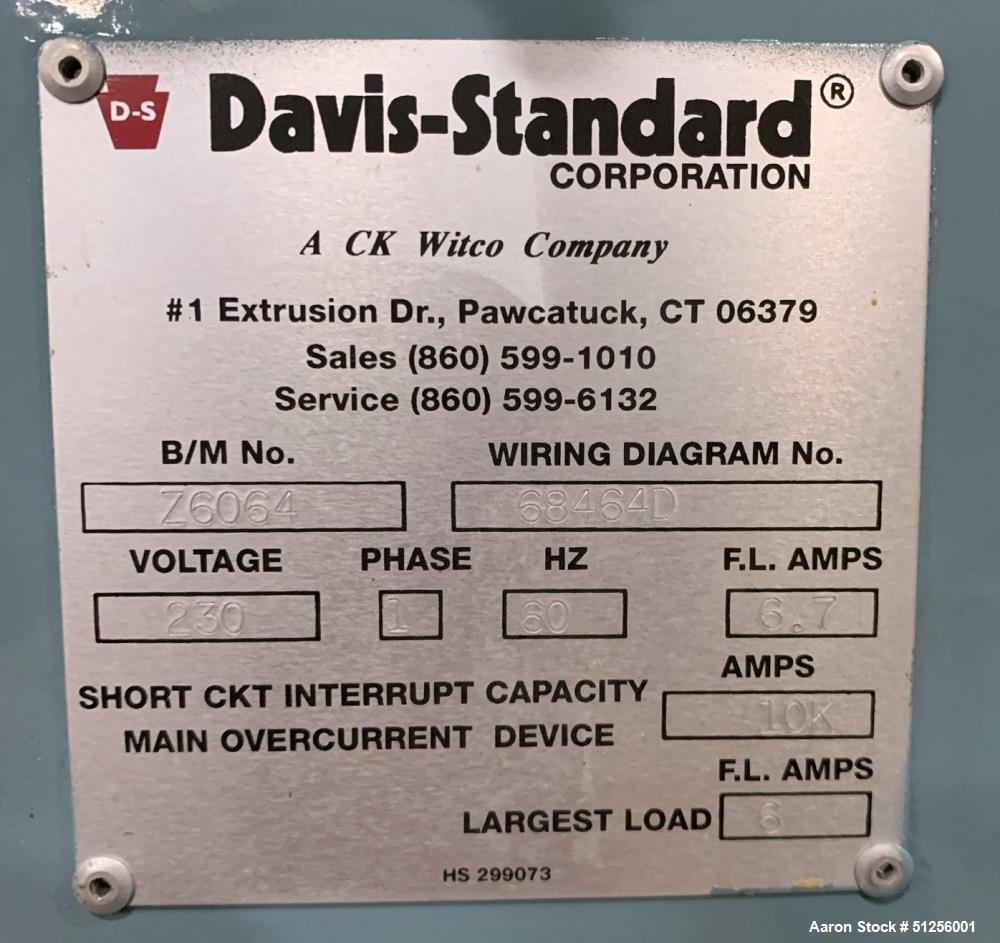 D-S Davis-Standard®
CORPORATION
A CK Witco Company
#1 Extrusion Dr., Pawcatuck, CT 06379
Sales (860) 599-1010
Service (860) 599-6132
B/M No. WIRING DIAGRAM No.
Z6064 68464D
VOLTAGE PHASE HZ F.L. AMPS
230 1 60 6.7
AMPS
SHORT CKT INTERRUPT CAPACITY
10K
MAIN OVERCURRENT DEVICE
F.L. AMPS
LARGEST LOAD 6
HS 299073
Aaron Stock # 51256001